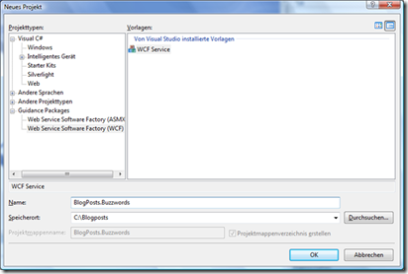 Neues Projekt
Projekttypen:
Vorlagen:
Visual C#
Windows
Intelligentes Gerät
Starter Kits
Silverlight
Web
Andere Sprachen
Andere Projekttypen
Guidance Packages
Web Service Software Factory (ASMX
Web Service Software Factory (WCF)
Von Visual Studio installierte Vorlagen
WCF Service
WCF Service
Name:
BlogPosts.Buzzwords
Speicherort:
C:\Blogposts
Durchsuchen...
Projektmappenname:
BlogPosts.Buzzwords
Projektmappenverzeichnis erstellen
OK
Abbrechen